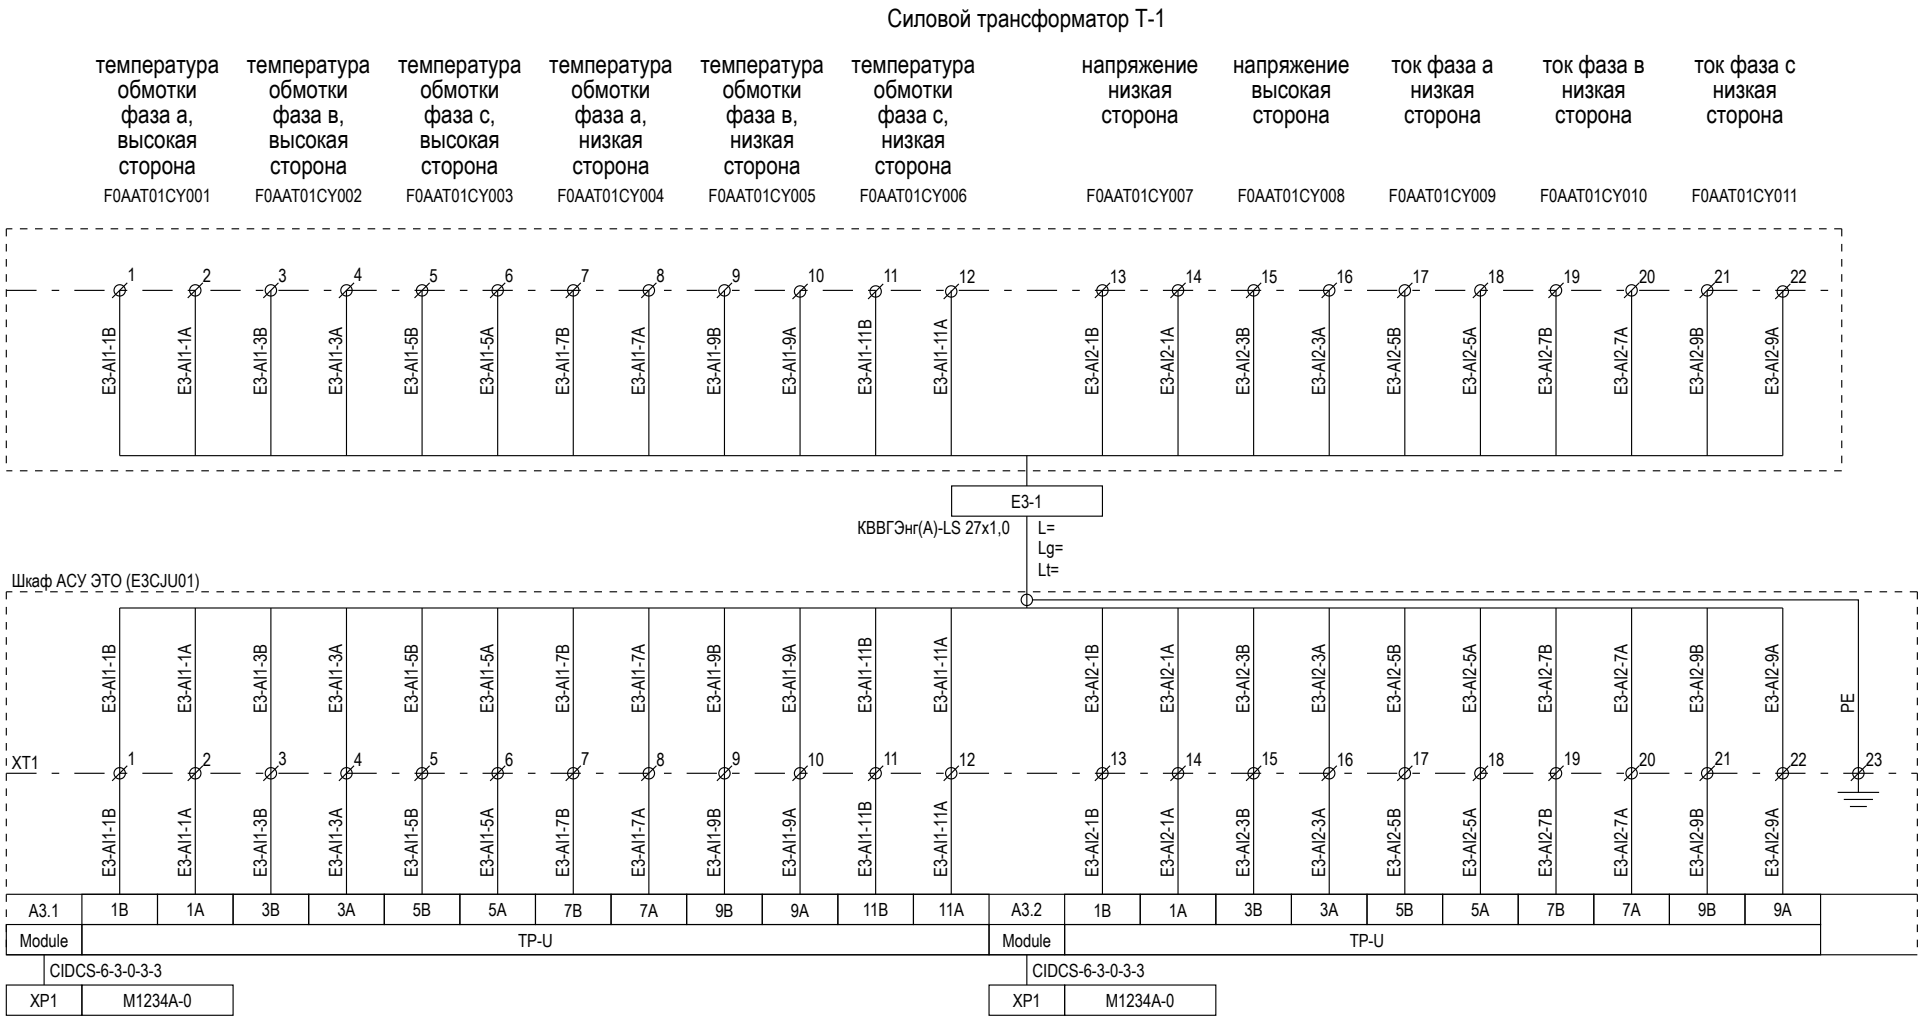 Силовой трансформатор Т-1
температура температура температура температура температура температура напряжение напряжение ток фаза а ток фаза в ток фаза с
обмотки обмотки обмотки обмотки обмотки обмотки низкая высокая низкая низкая низкая
фаза а, фаза в, фаза с, фаза а, фаза в, фаза с, сторона сторона сторона сторона сторона
высокая высокая высокая низкая низкая низкая
сторона сторона сторона сторона сторона сторона
F0AAT01CY001 F0AAT01CY002 F0AAT01CY003 F0AAT01CY004 F0AAT01CY005 F0AAT01CY006 F0AAT01CY007 F0AAT01CY008 F0AAT01CY009 F0AAT01CY010 F0AAT01CY011
1 2 3 4 5 6 7 8 9 10 11 12 13 14 15 16 17 18 19 20 21 22
E3-AI1-1B E3-AI1-1A E3-AI1-3B E3-AI1-3A E3-AI1-5B E3-AI1-5A E3-AI1-7B E3-AI1-7A E3-AI1-9B E3-AI1-9A E3-AI1-11B E3-AI1-11A E3-AI2-1B E3-AI2-1A E3-AI2-3B E3-AI2-3A E3-AI2-5B E3-AI2-5A E3-AI2-7B E3-AI2-7A E3-AI2-9B E3-AI2-9A
E3-1
КВВГЭнг(А)-LS 27x1,0 L=
Lg=
Lt=
Шкаф АСУ ЭТО (E3CJU01)
E3-AI1-1B E3-AI1-1A E3-AI1-3B E3-AI1-3A E3-AI1-5B E3-AI1-5A E3-AI1-7B E3-AI1-7A E3-AI1-9B E3-AI1-9A E3-AI1-11B E3-AI1-11A E3-AI2-1B E3-AI2-1A E3-AI2-3B E3-AI2-3A E3-AI2-5B E3-AI2-5A E3-AI2-7B E3-AI2-7A E3-AI2-9B E3-AI2-9A PE
XT1 1 2 3 4 5 6 7 8 9 10 11 12 13 14 15 16 17 18 19 20 21 22 23
E3-AI1-1B E3-AI1-1A E3-AI1-3B E3-AI1-3A E3-AI1-5B E3-AI1-5A E3-AI1-7B E3-AI1-7A E3-AI1-9B E3-AI1-9A E3-AI1-11B E3-AI1-11A E3-AI2-1B E3-AI2-1A E3-AI2-3B E3-AI2-3A E3-AI2-5B E3-AI2-5A E3-AI2-7B E3-AI2-7A E3-AI2-9B E3-AI2-9A
A3.1 1B 1A 3B 3A 5B 5A 7B 7A 9B 9A 11B 11A A3.2 1B 1A 3B 3A 5B 5A 7B 7A 9B 9A
Module TP-U Module TP-U
CIDCS-6-3-0-3-3 CIDCS-6-3-0-3-3
XP1 M1234A-0 XP1 M1234A-0